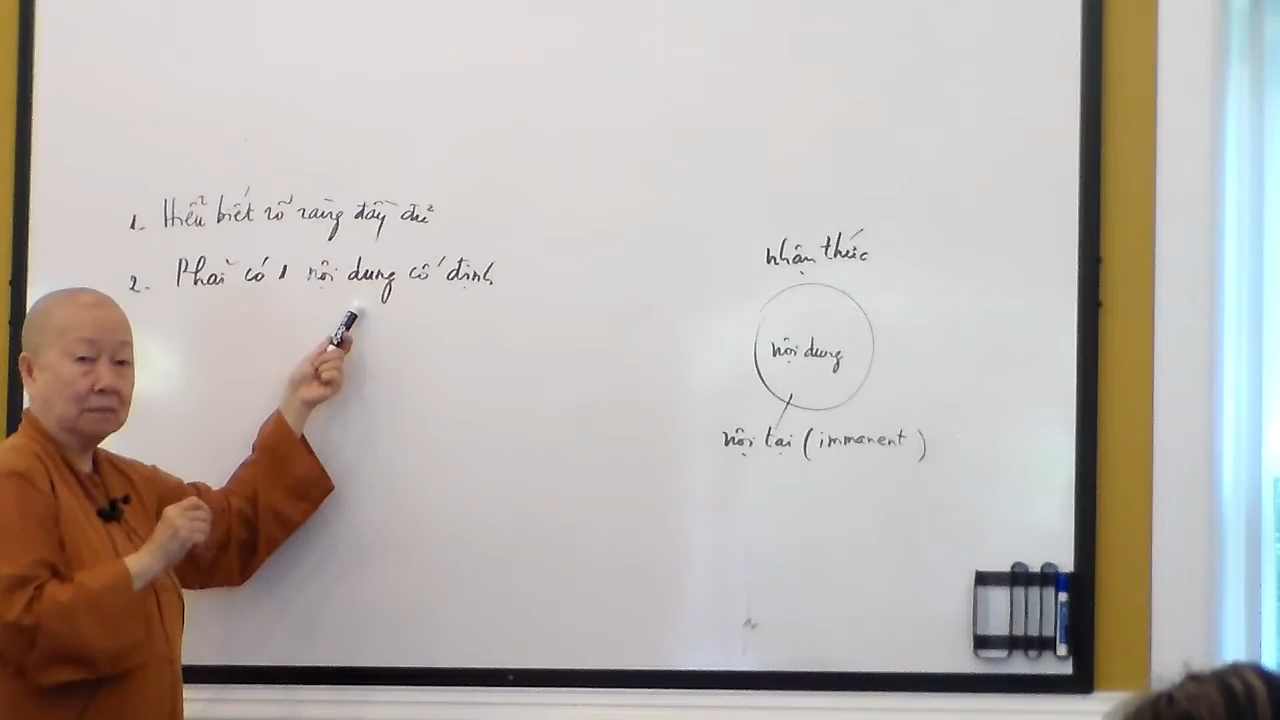 1. Hiểu biết rõ ràng đầy đủ
2. Phải có 1 nội dung cố định
nhận thức
nội dung
nội tại (immanent)